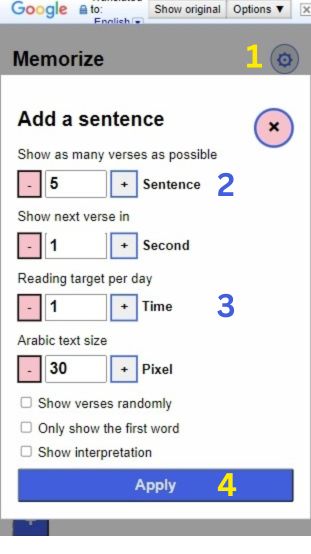 Google
Translated
to:
English
Show original
Options ▼
Memorize 1
Add a sentence
×
Show as many verses as possible
- 5 + Sentence 2
Show next verse in
- 1 + Second
Reading target per day
- 1 + Time 3
Arabic text size
- 30 + Pixel
Show verses randomly
Only show the first word
Show interpretation
Apply 4
+